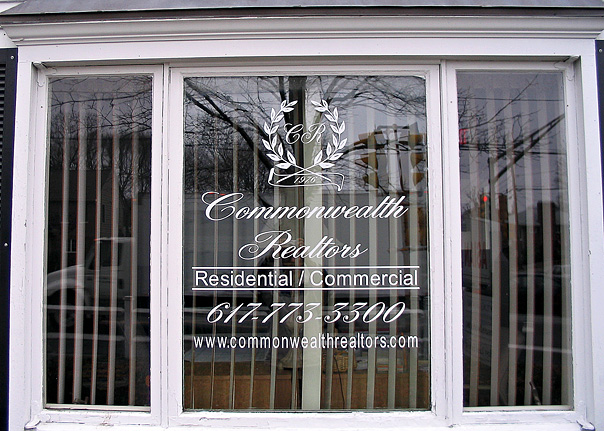 CR
1976
Commonwealth
Realtors
Residential / Commercial
617-773-3300
www.commonwealthrealtors.com